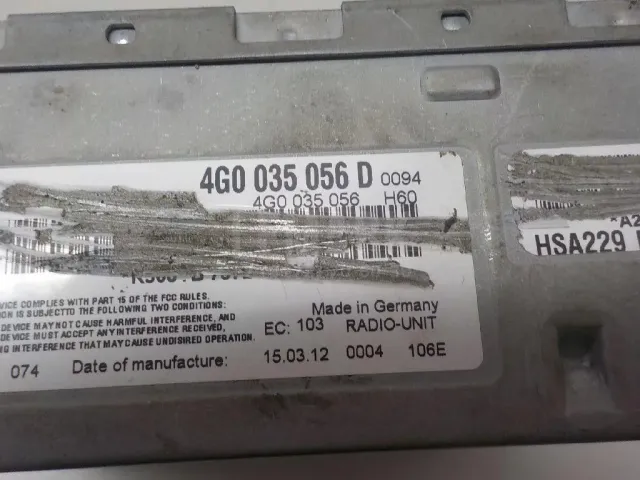 4G0 035 056 D 0094
4G0 035 056 H60
*A2
HSA229
VICE COMPLIES WITH PART 15 OF THE FCC RULES.
ION IS SUBJECTTD TO FOLLOWING TWO CONDITIONS:
DEVICE MAY NOT CAUSE HARMFUL INTERFERENCE, AND
DEVICE MUST ACCEPT ANY INTERFERENCE RECEIVED,
NG INTERFERENCE THAT MAY CAUSE UNDISIRED OPERATION.
Made in Germany
EC: 103 RADIO-UNIT
074 Date of manufacture: 15.03.12 0004 106E